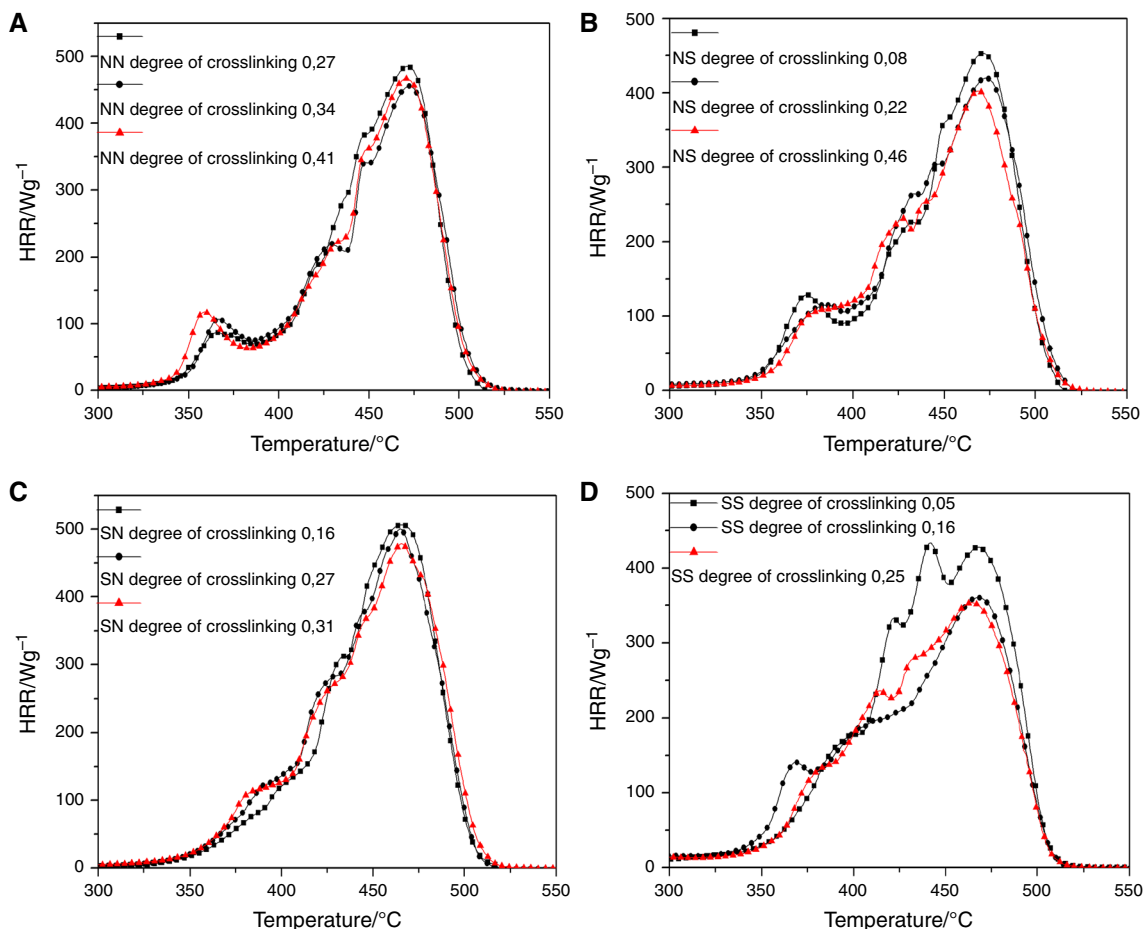 A
500
400
300
200
100
0
HRR/Wg⁻¹
NN degree of crosslinking 0,27
NN degree of crosslinking 0,34
NN degree of crosslinking 0,41
300 350 400 450 500 550
Temperature/°C
B
500
400
300
200
100
0
HRR/Wg⁻¹
NS degree of crosslinking 0,08
NS degree of crosslinking 0,22
NS degree of crosslinking 0,46
300 350 400 450 500 550
Temperature/°C
C
500
400
300
200
100
0
HRR/Wg⁻¹
SN degree of crosslinking 0,16
SN degree of crosslinking 0,27
SN degree of crosslinking 0,31
300 350 400 450 500 550
Temperature/°C
D
500
400
300
200
100
0
HRR/Wg⁻¹
SS degree of crosslinking 0,05
SS degree of crosslinking 0,16
SS degree of crosslinking 0,25
300 350 400 450 500 550
Temperature/°C